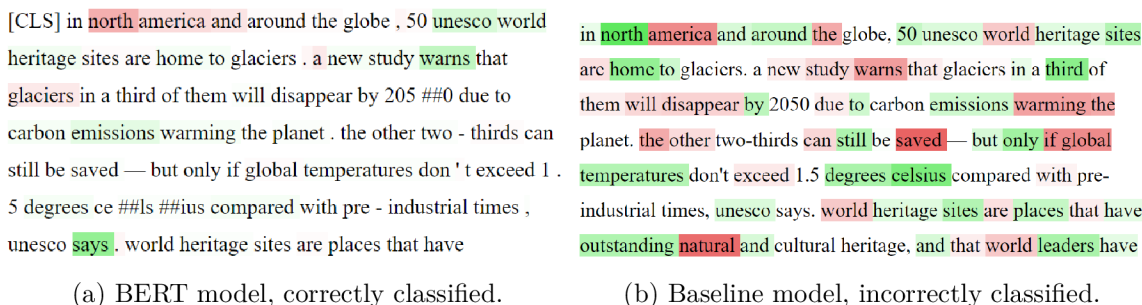 [CLS] in north america and around the globe , 50 unesco world
heritage sites are home to glaciers . a new study warns that
glaciers in a third of them will disappear by 205 ##0 due to
carbon emissions warming the planet . the other two - thirds can
still be saved — but only if global temperatures don ' t exceed 1 .
5 degrees ce ##ls ##ius compared with pre - industrial times ,
unesco says . world heritage sites are places that have
(a) BERT model, correctly classified.
in north america and around the globe, 50 unesco world heritage sites
are home to glaciers. a new study warns that glaciers in a third of
them will disappear by 2050 due to carbon emissions warming the
planet. the other two-thirds can still be saved — but only if global
temperatures don't exceed 1.5 degrees celsius compared with pre-
industrial times, unesco says. world heritage sites are places that have
outstanding natural and cultural heritage, and that world leaders have
(b) Baseline model, incorrectly classified.